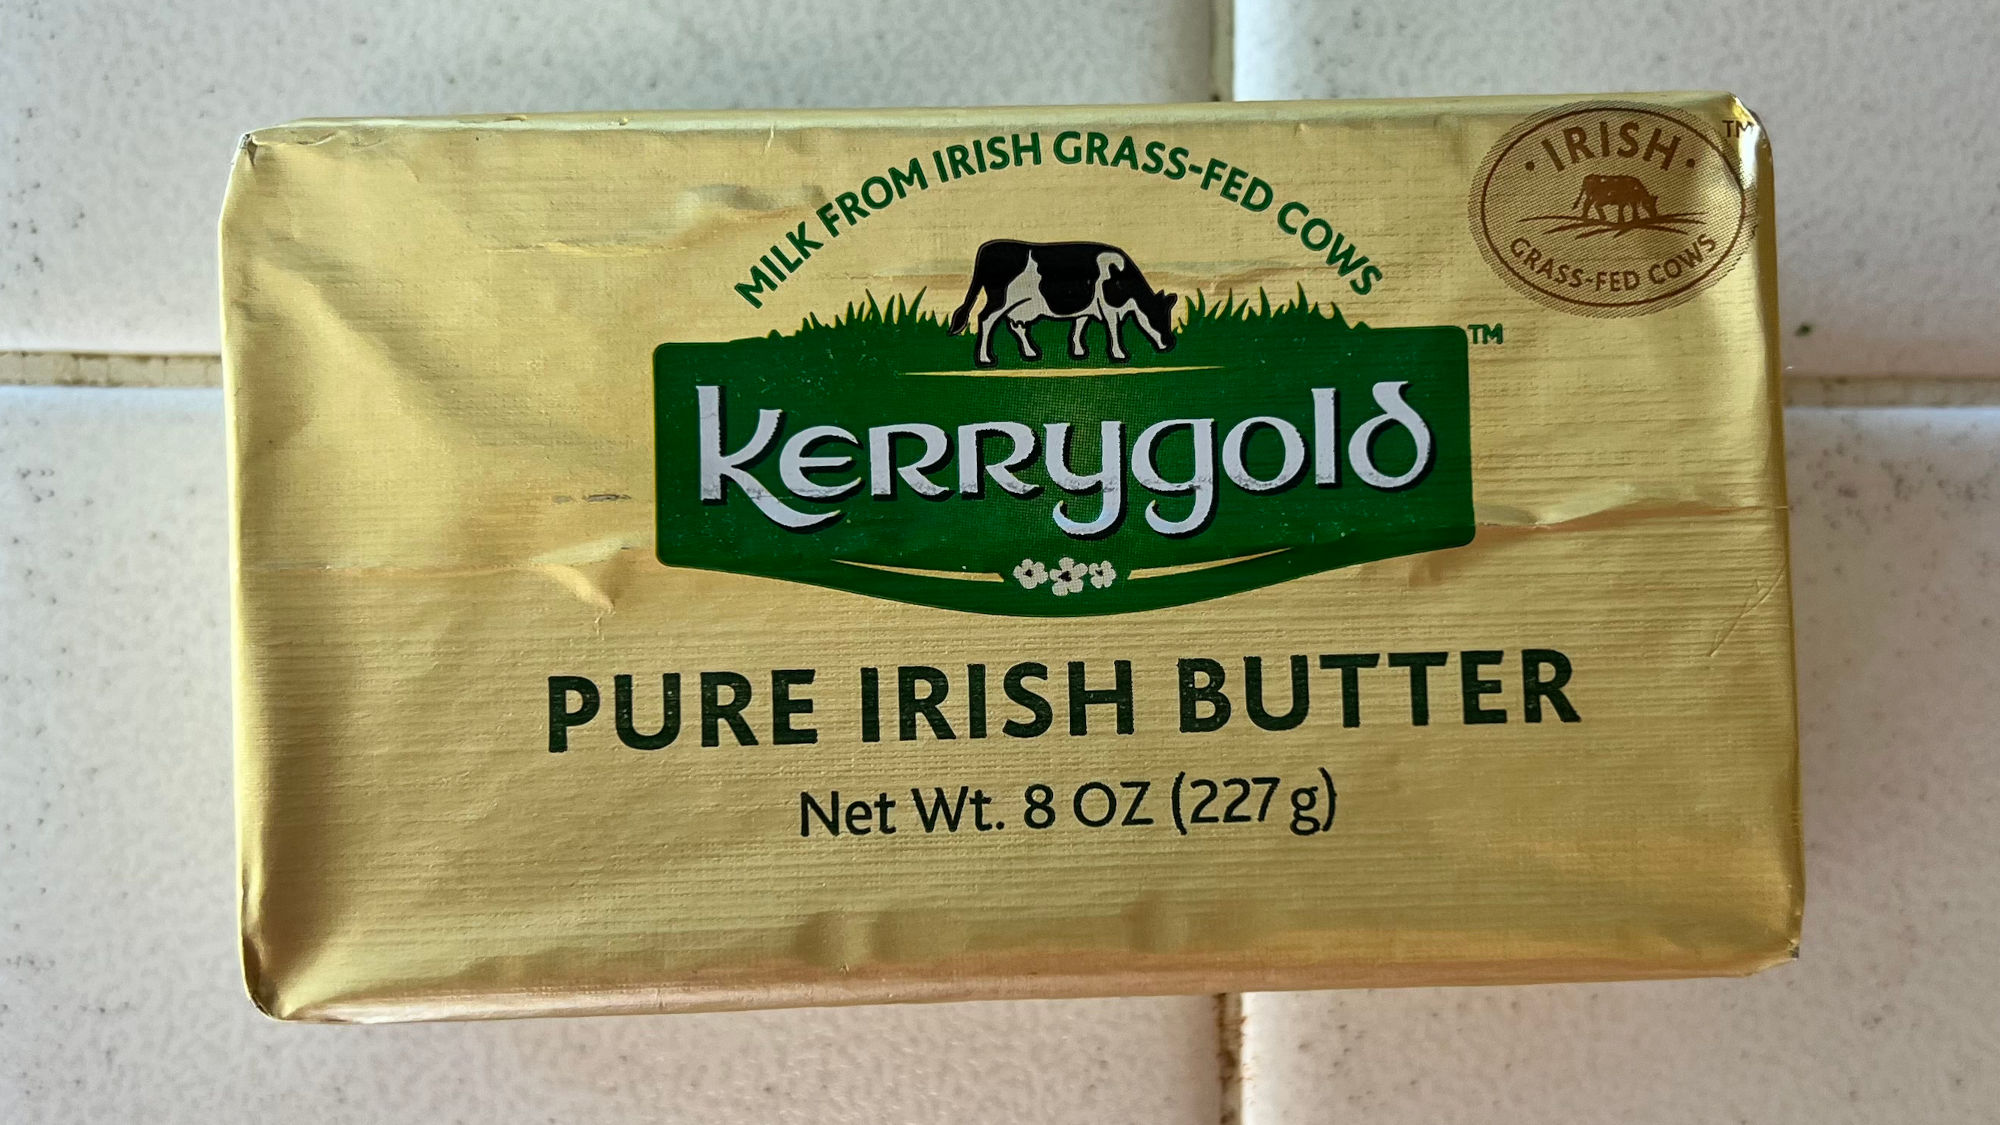 MILK FROM IRISH GRASS-FED COWS
· IRISH · TM
GRASS-FED COWS
Kerrygold TM
PURE IRISH BUTTER
Net Wt. 8 OZ (227 g)